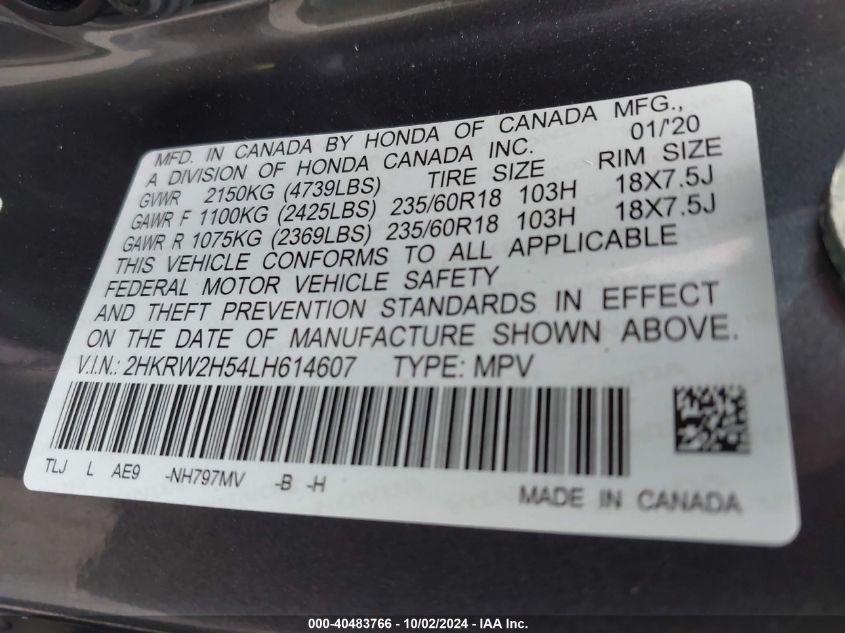 MFD. IN CANADA BY HONDA OF CANADA MFG.,
A DIVISION OF HONDA CANADA INC. 01/'20
GVWR 2150KG (4739LBS) TIRE SIZE RIM SIZE
GAWR F 1100KG (2425LBS) 235/60R18 103H 18X7.5J
GAWR R 1075KG (2369LBS) 235/60R18 103H 18X7.5J
THIS VEHICLE CONFORMS TO ALL APPLICABLE
FEDERAL MOTOR VEHICLE SAFETY
AND THEFT PREVENTION STANDARDS IN EFFECT
ON THE DATE OF MANUFACTURE SHOWN ABOVE.
V.I.N.: 2HKRW2H54LH614607 TYPE: MPV
TLJ L AE9 -NH797MV -B -H
MADE IN CANADA
000-40483766 - 10/02/2024 - IAA Inc.